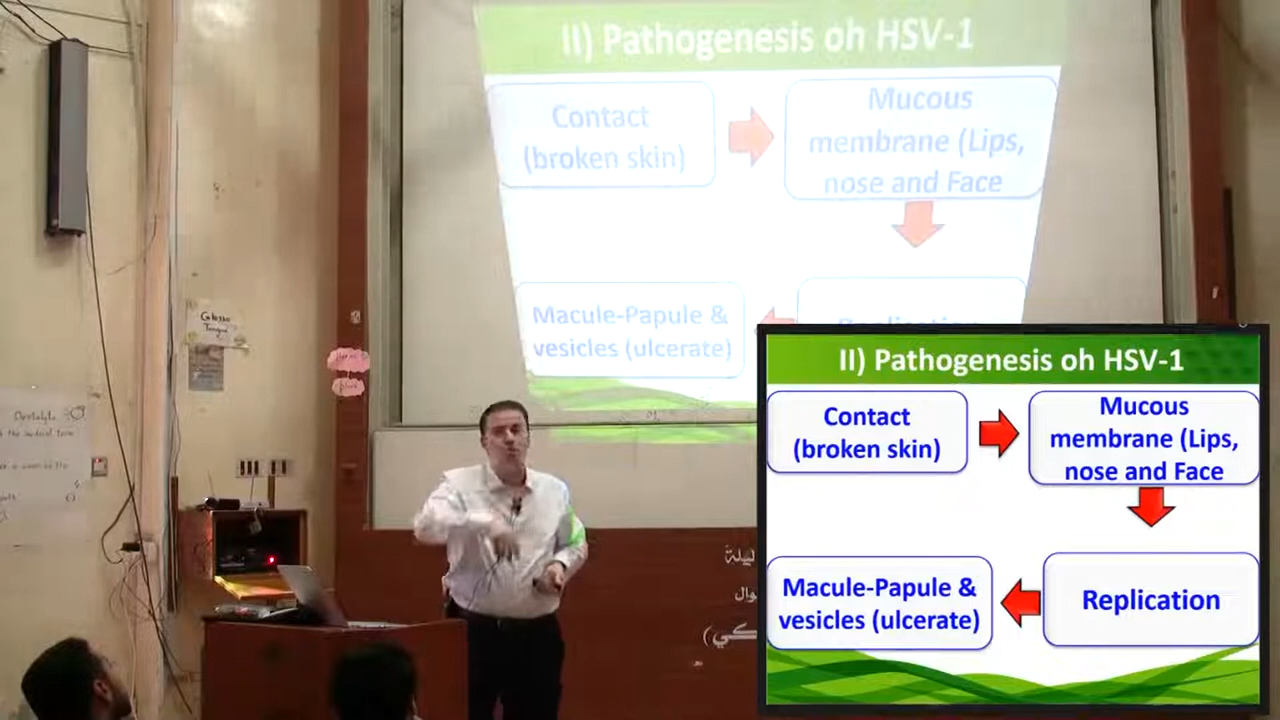 II) Pathogenesis oh HSV-1
Contact
(broken skin)
Mucous
membrane (Lips,
nose and Face
Macule-Papule &
vesicles (ulcerate)
II) Pathogenesis oh HSV-1
Contact
(broken skin)
Mucous
membrane (Lips,
nose and Face
Replication
Macule-Papule &
vesicles (ulcerate)